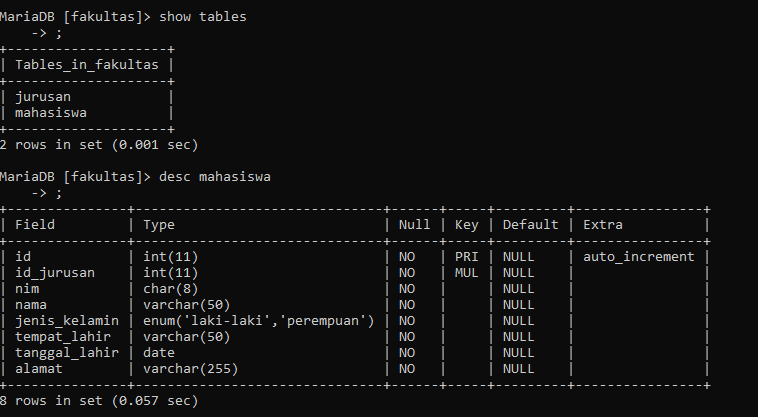 MariaDB [fakultas]> show tables
    -> ;
+--------------------+
| Tables_in_fakultas |
+--------------------+
| jurusan            |
| mahasiswa          |
+--------------------+
2 rows in set (0.001 sec)
MariaDB [fakultas]> desc mahasiswa
    -> ;
+---------------+-------------------------------+------+-----+---------+----------------+
| Field         | Type                          | Null | Key | Default | Extra          |
+---------------+-------------------------------+------+-----+---------+----------------+
| id            | int(11)                       | NO   | PRI | NULL    | auto_increment |
| id_jurusan    | int(11)                       | NO   | MUL | NULL    |                |
| nim           | char(8)                       | NO   |     | NULL    |                |
| nama          | varchar(50)                   | NO   |     | NULL    |                |
| jenis_kelamin | enum('laki-laki','perempuan') | NO   |     | NULL    |                |
| tempat_lahir  | varchar(50)                   | NO   |     | NULL    |                |
| tanggal_lahir | date                          | NO   |     | NULL    |                |
| alamat        | varchar(255)                  | NO   |     | NULL    |                |
+---------------+-------------------------------+------+-----+---------+----------------+
8 rows in set (0.057 sec)